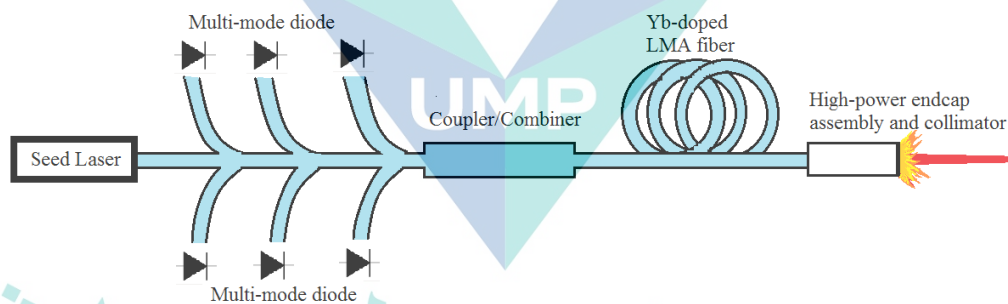 Multi-mode diode
Yb-doped
LMA fiber
UMP
High-power endcap
assembly and collimator
Coupler/Combiner
Seed Laser
Multi-mode diode